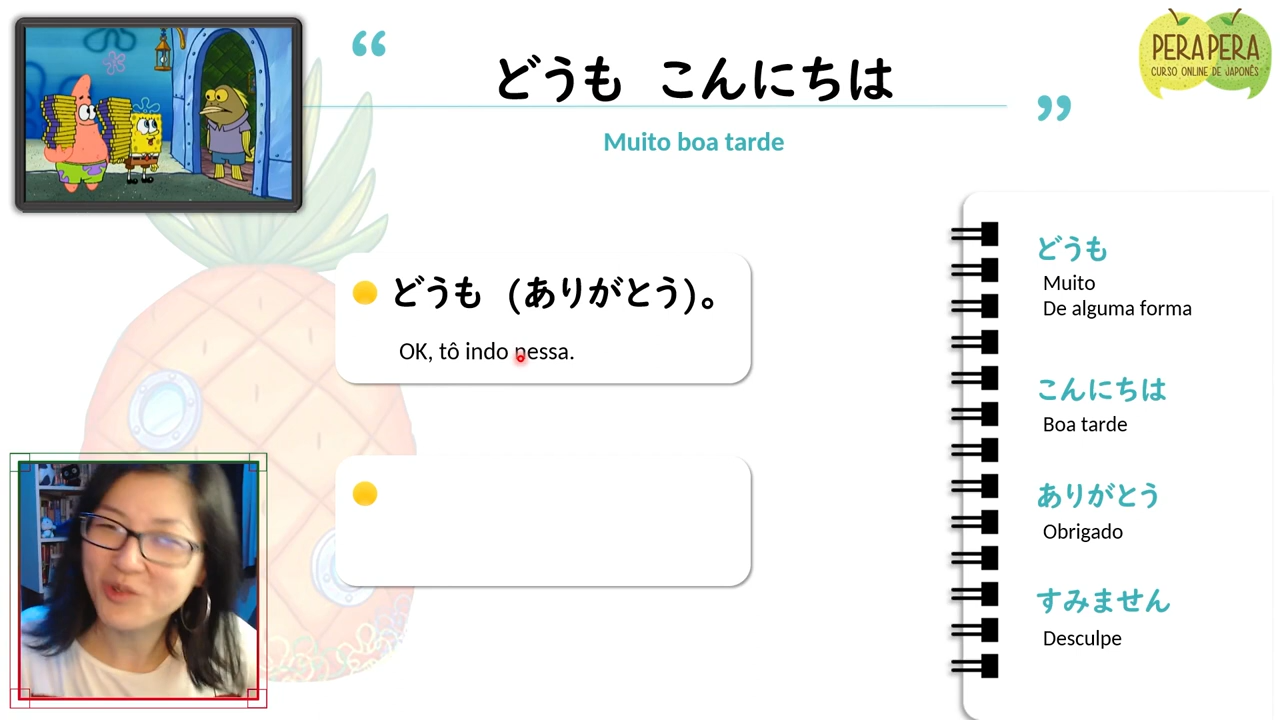 “
どうも こんにちは
”
Muito boa tarde
PERAPERA
CURSO ONLINE DE JAPONÊS
どうも (ありがとう)。
OK, tô indo nessa.
どうも
Muito
De alguma forma
こんにちは
Boa tarde
ありがとう
Obrigado
すみません
Desculpe